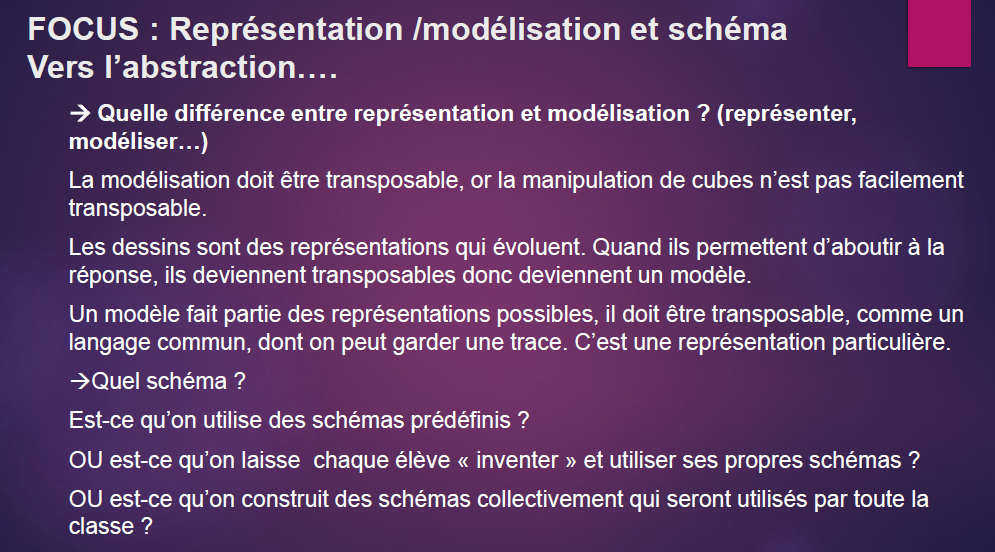 FOCUS : Représentation /modélisation et schéma
Vers l’abstraction….
→ Quelle différence entre représentation et modélisation ? (représenter,
modéliser…)
La modélisation doit être transposable, or la manipulation de cubes n’est pas facilement
transposable.
Les dessins sont des représentations qui évoluent. Quand ils permettent d’aboutir à la
réponse, ils deviennent transposables donc deviennent un modèle.
Un modèle fait partie des représentations possibles, il doit être transposable, comme un
langage commun, dont on peut garder une trace. C’est une représentation particulière.
→Quel schéma ?
Est-ce qu’on utilise des schémas prédéfinis ?
OU est-ce qu’on laisse  chaque élève « inventer » et utiliser ses propres schémas ?
OU est-ce qu’on construit des schémas collectivement qui seront utilisés par toute la
classe ?